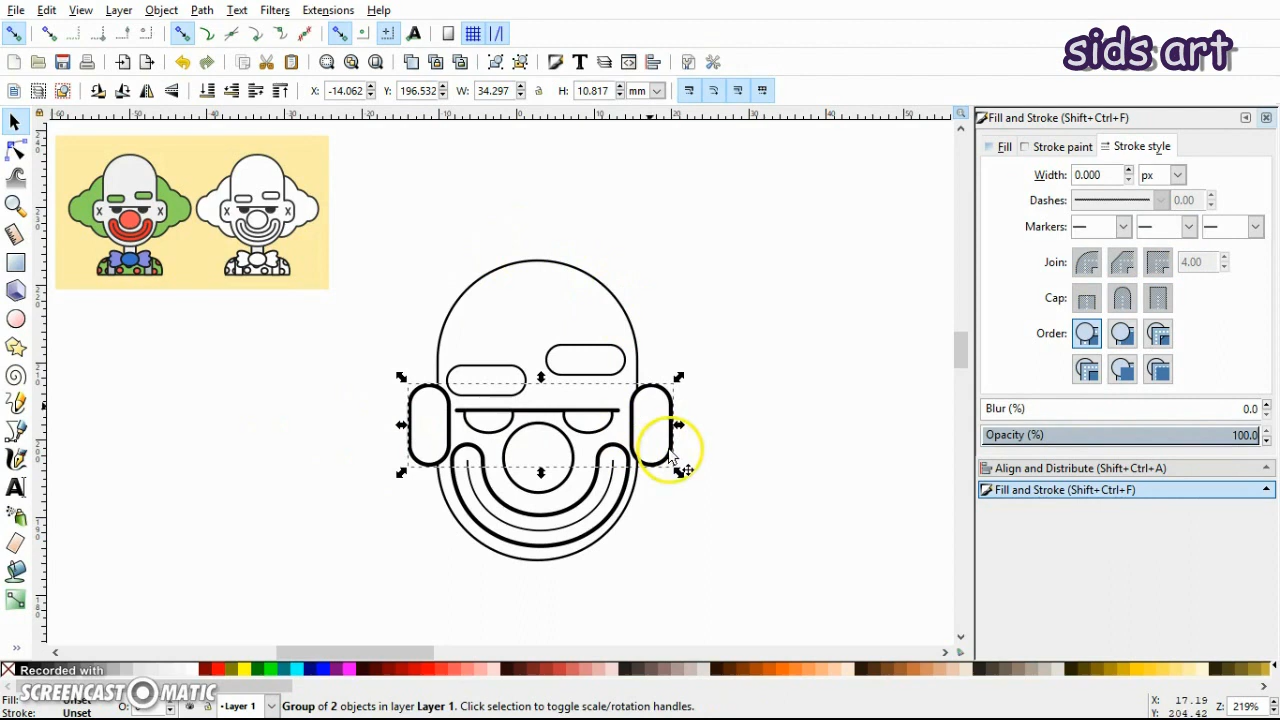 File Edit View Layer Object Path Text Filters Extensions Help
sids art
X: -14.062 Y: 196.532 W: 34.297 H: 10.817 mm
Fill and Stroke (Shift+Ctrl+F)
Fill Stroke paint Stroke style
Width: 0.000 px
Dashes: 0.00
Markers:
Join: 4.00
Cap:
Order:
Blur (%) 0.0
Opacity (%) 100.0
Align and Distribute (Shift+Ctrl+A)
Fill and Stroke (Shift+Ctrl+F)
Recorded with
SCREENCAST MATIC
Fill: Unset
Stroke: Unset
O:
Layer 1
Group of 2 objects in layer Layer 1. Click selection to toggle scale/rotation handles.
X: 17.19
Y: 204.42
Z: 219%